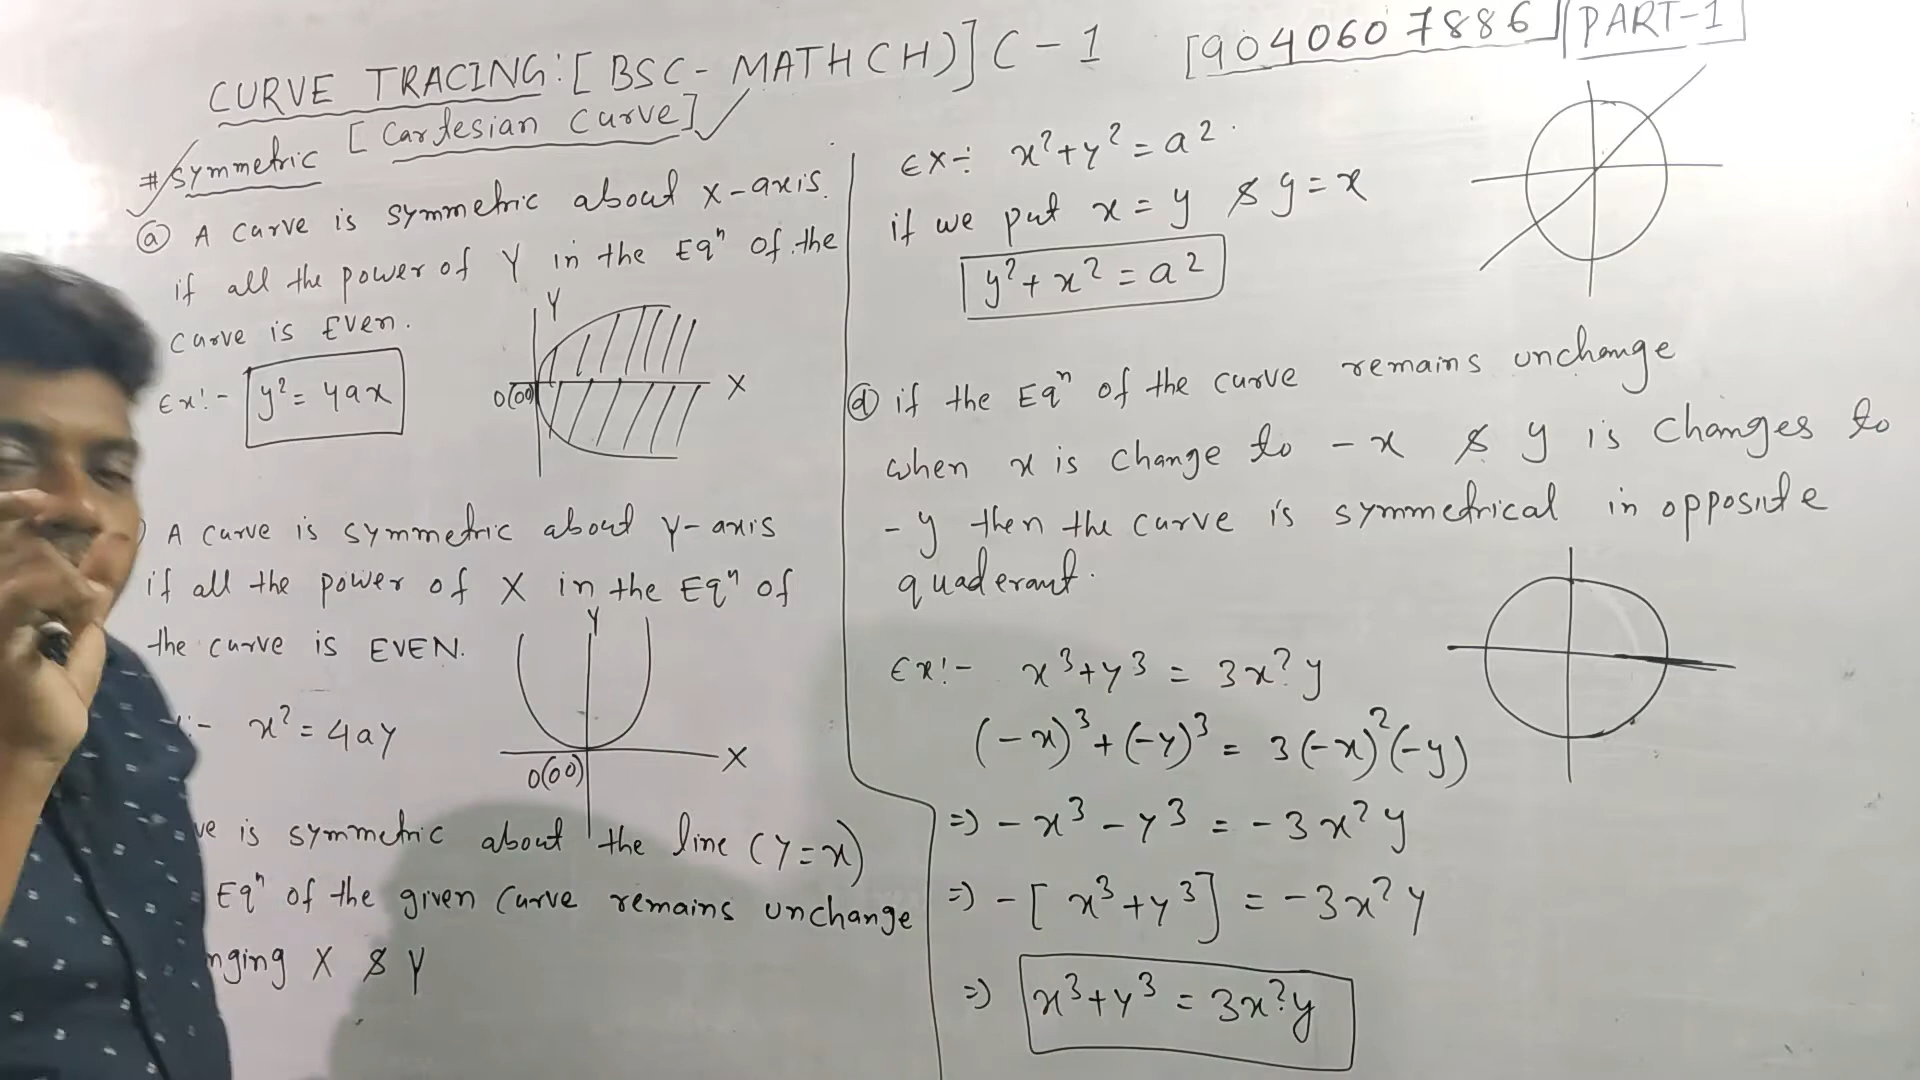 CURVE TRACING:[BSC-MATHCH)]C-1 [9040607886] PART-1
[Cartesian Curve]
# Symmetric
ⓐ A curve is symmetric about X-axis.
if all the power of Y in the Eqⁿ of the
curve is Even.
Ex:- y² = 4ax
Y
X
0(00)
A curve is symmetric about Y-axis
if all the power of X in the Eqⁿ of
the curve is EVEN.
:- x² = 4ay
Y
X
0(00)
ve is symmetric about the line (Y=x)
Eqⁿ of the given Curve remains unchange
nging X & Y
Ex:- x²+y² = a²
if we put x = y & y = x
y²+x² = a²
ⓓ if the Eqⁿ of the curve remains unchange
when x is change to -x & y is changes to
-y then the curve is symmetrical in opposite
quaderant.
Ex:- x³+y³ = 3x²y
(-x)³+(-y)³ = 3(-x)²(-y)
=) -x³-y³ = -3x²y
=) -[x³+y³] = -3x²y
=) x³+y³ = 3x²y